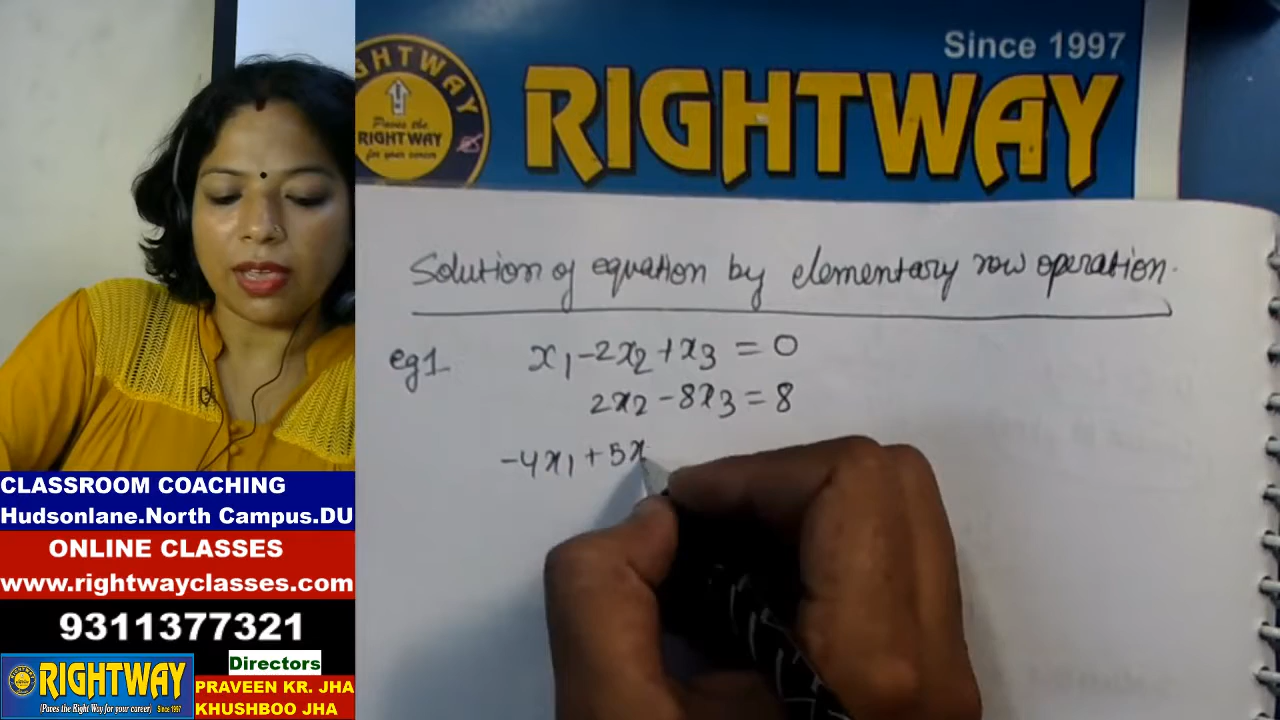 Since 1997
RIGHTWAY
Paves the
RIGHTWAY
for your career
Solution of equation by elementary row operation.
eg1. x₁-2x₂+x₃ = 0
2x₂ -8x₃ = 8
-4x₁ +5x
CLASSROOM COACHING
Hudsonlane.North Campus.DU
ONLINE CLASSES
www.rightwayclasses.com
9311377321
Directors
RIGHTWAY
(Paves the Right Way for your career) Since 1997
PRAVEEN KR. JHA
KHUSHBOO JHA